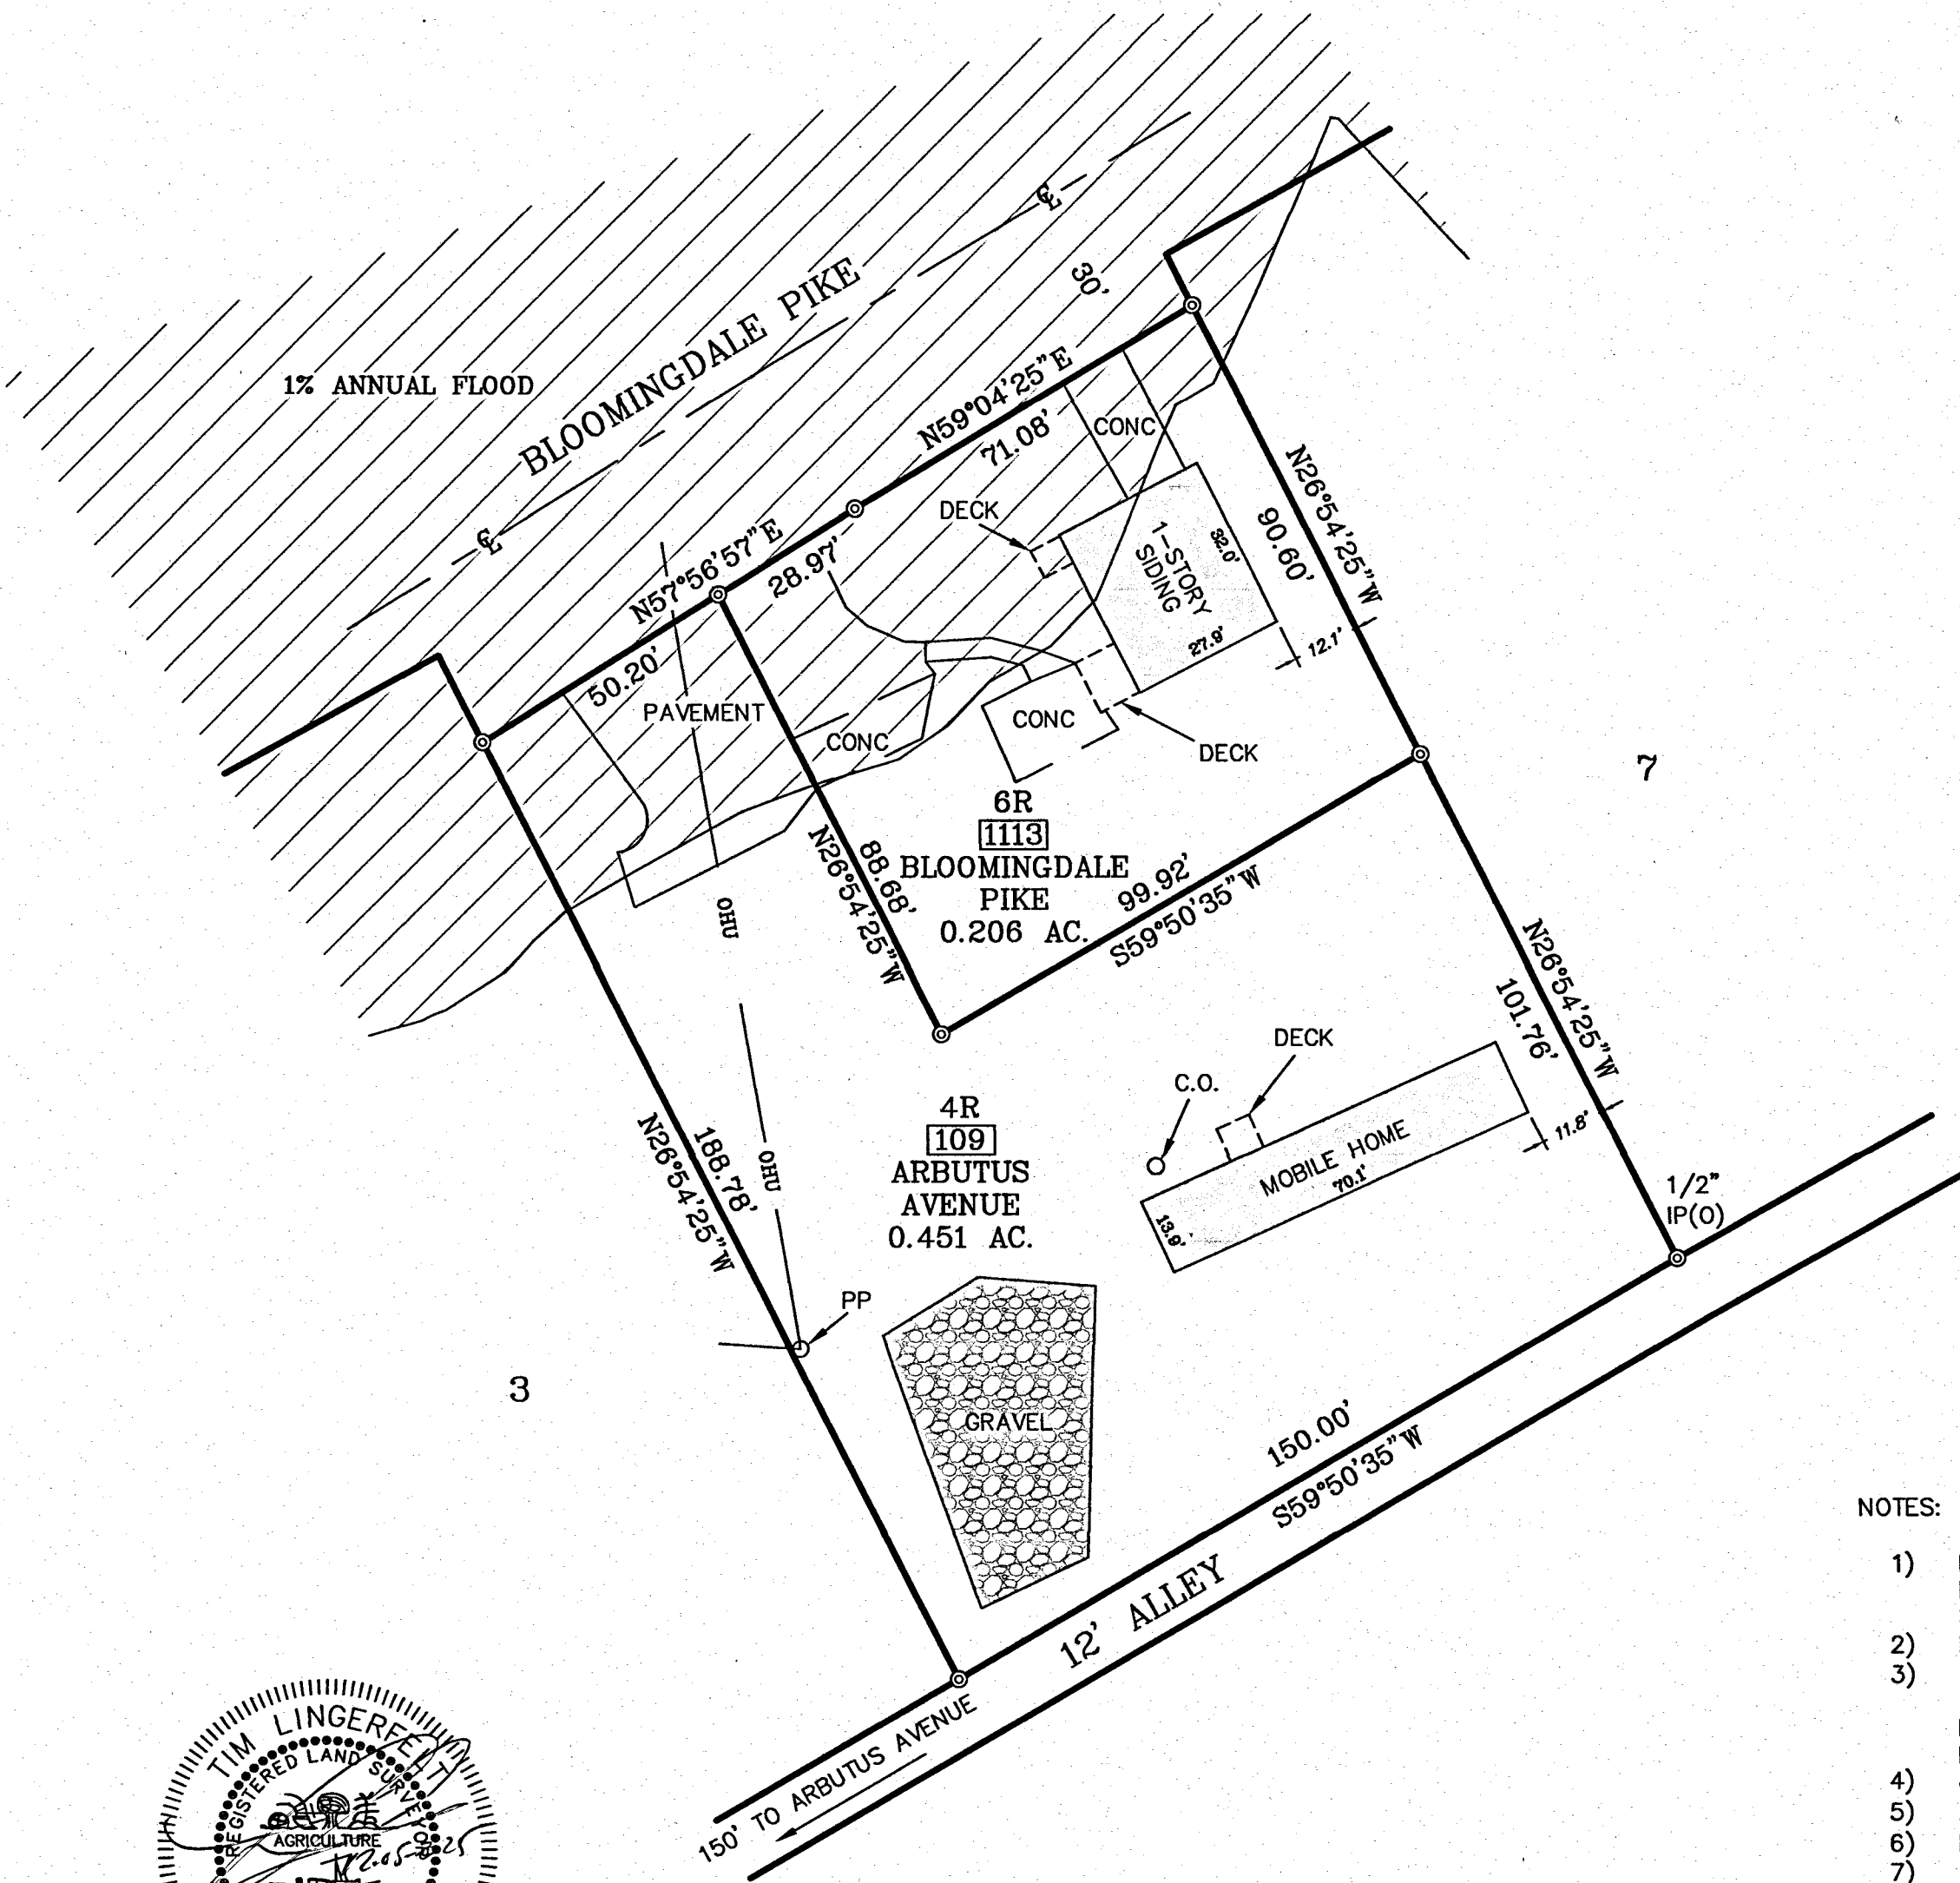 1% ANNUAL FLOOD
BLOOMINGDALE PIKE
℄
℄
30'
N59°04'25"E
71.08'
CONC
DECK
1-STORY
SIDING
32.0'
27.9'
N26°54'25"W
90.60'
12.1'
N57°56'57"E
28.97'
50.20'
PAVEMENT
CONC
CONC
DECK
7
6R
1113
BLOOMINGDALE
PIKE
0.206 AC.
88.68'
N26°54'25"W
99.92'
S59°50'35"W
OHU
N26°54'25"W
101.76'
DECK
C.O.
MOBILE HOME
70.1'
13.9'
11.8'
4R
109
ARBUTUS
AVENUE
0.451 AC.
188.78'
N26°54'25"W
OHU
1/2"
IP(O)
PP
3
GRAVEL
150.00'
S59°50'35"W
12' ALLEY
150' TO ARBUTUS AVENUE
NOTES:
1)
2)
3)
4)
5)
6)
7)
TIM LINGERFELT
REGISTERED LAND SURVEYOR
AGRICULTURE